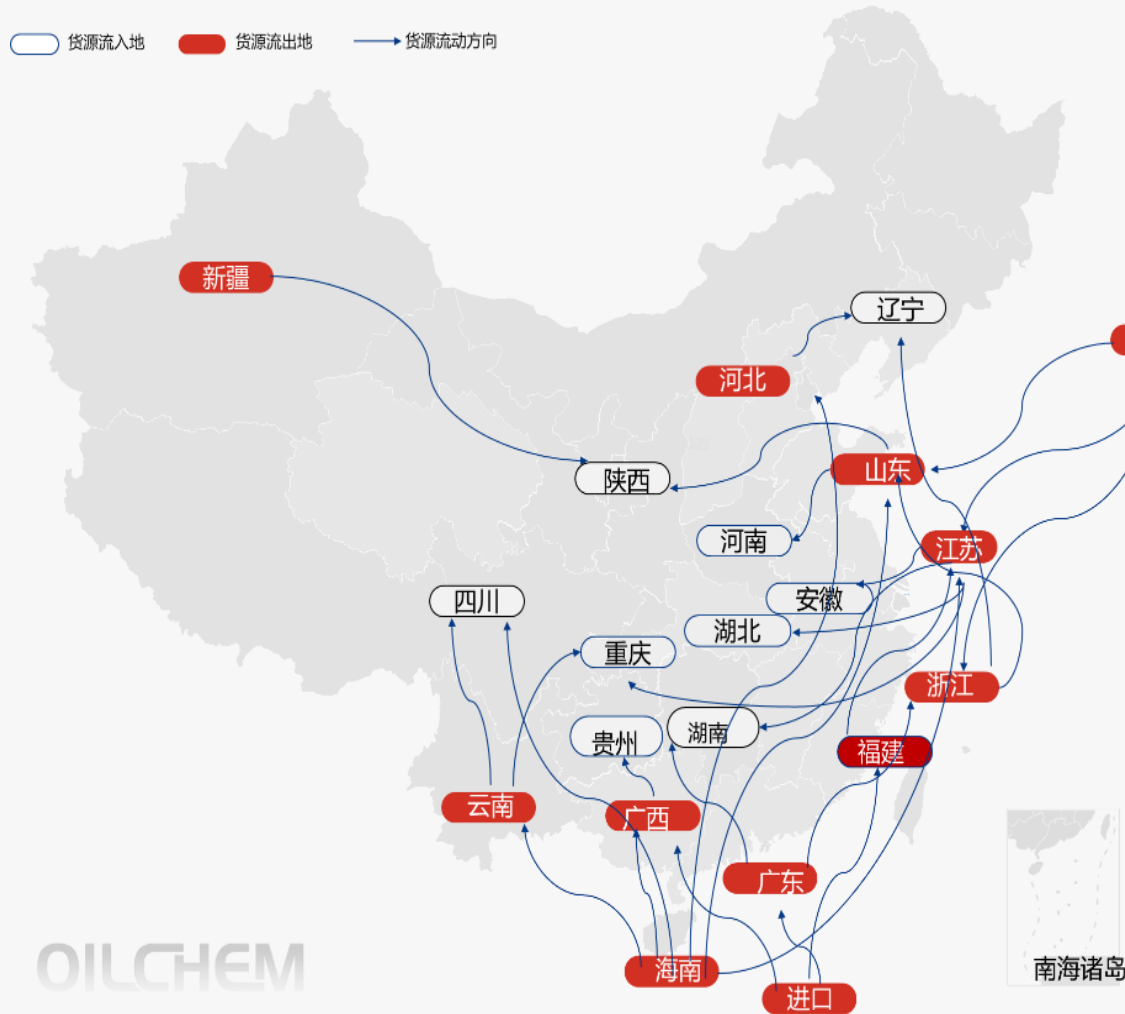 货源流入地 货源流出地 货源流动方向
新疆
辽宁
河北
山东
陕西
河南
江苏
安徽
四川
湖北
重庆
浙江
湖南
贵州
福建
云南
广西
广东
海南
进口
南海诸岛
OILCHEM